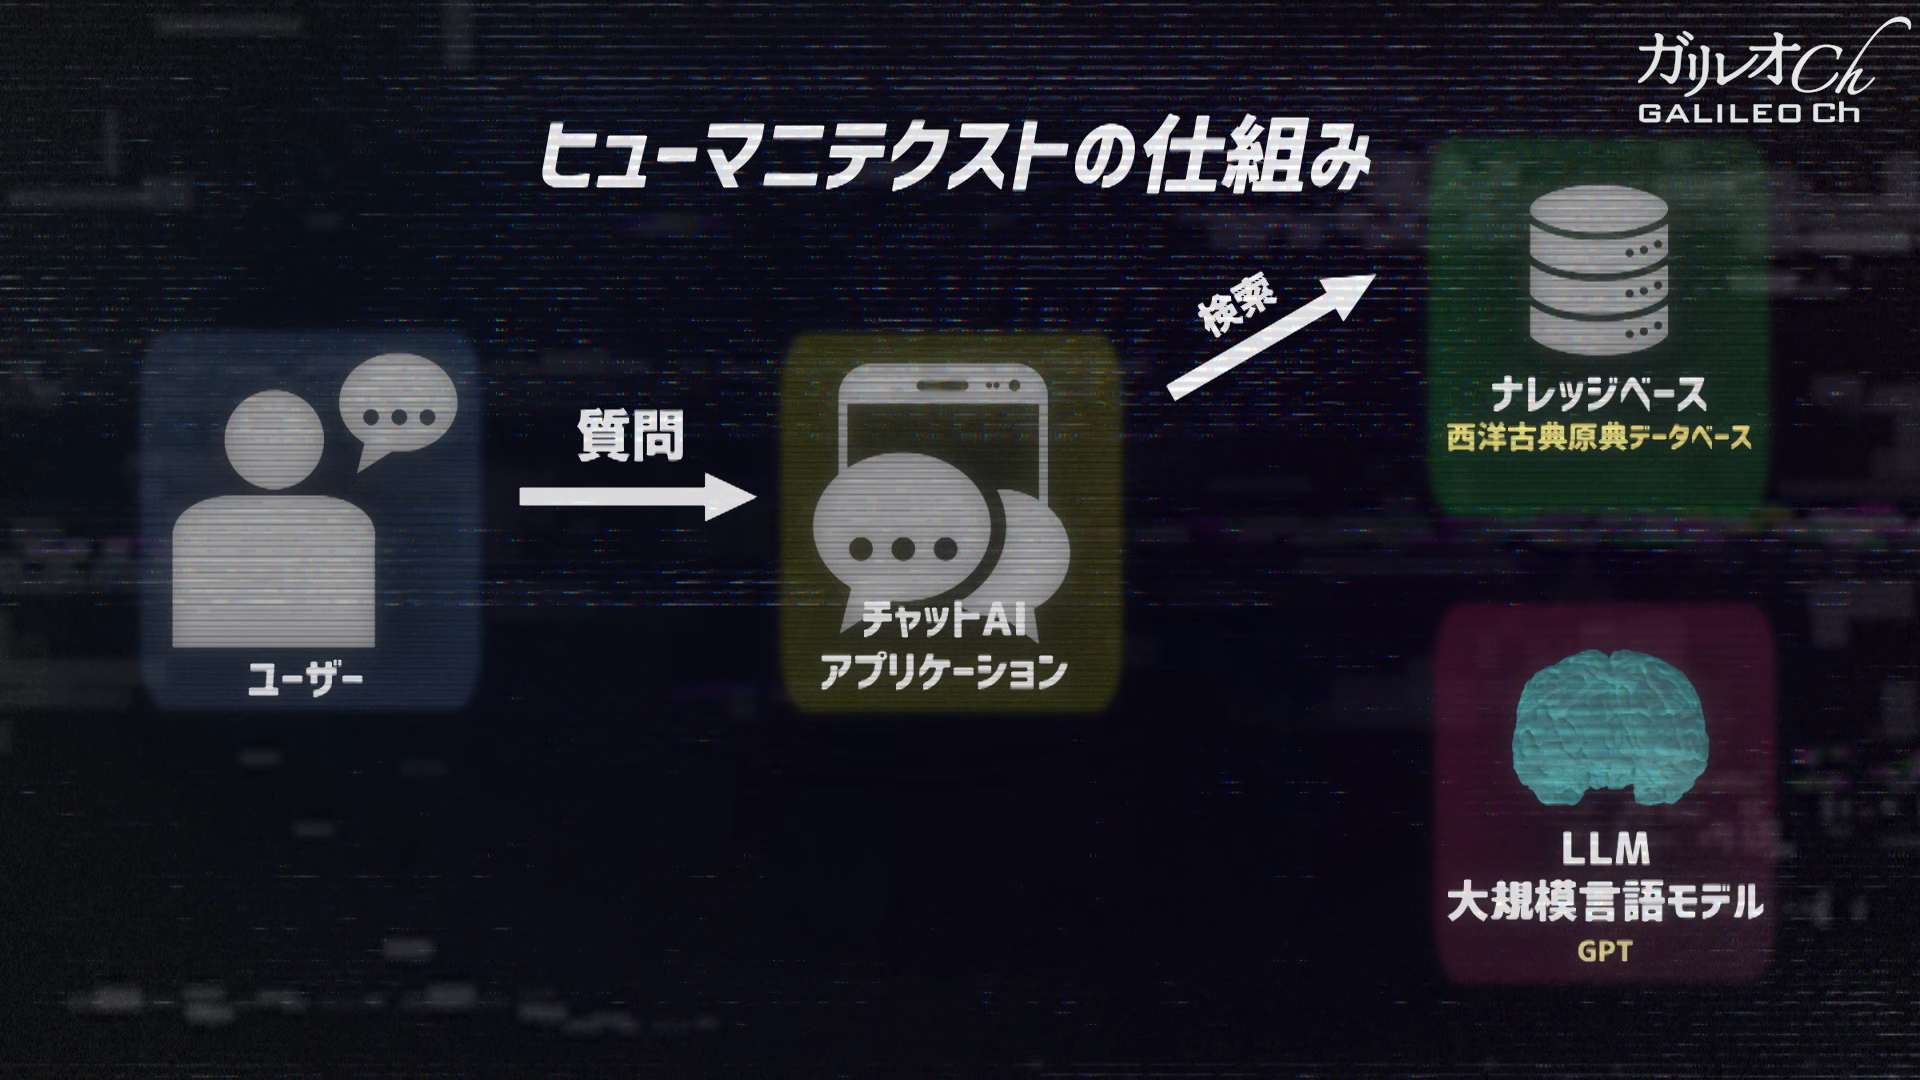 ガリレオCh
GALILEO Ch
ヒューマニテクストの仕組み
検索
ナレッジベース
西洋古典原典データベース
質問
チャットAI
アプリケーション
ユーザー
LLM
大規模言語モデル
GPT